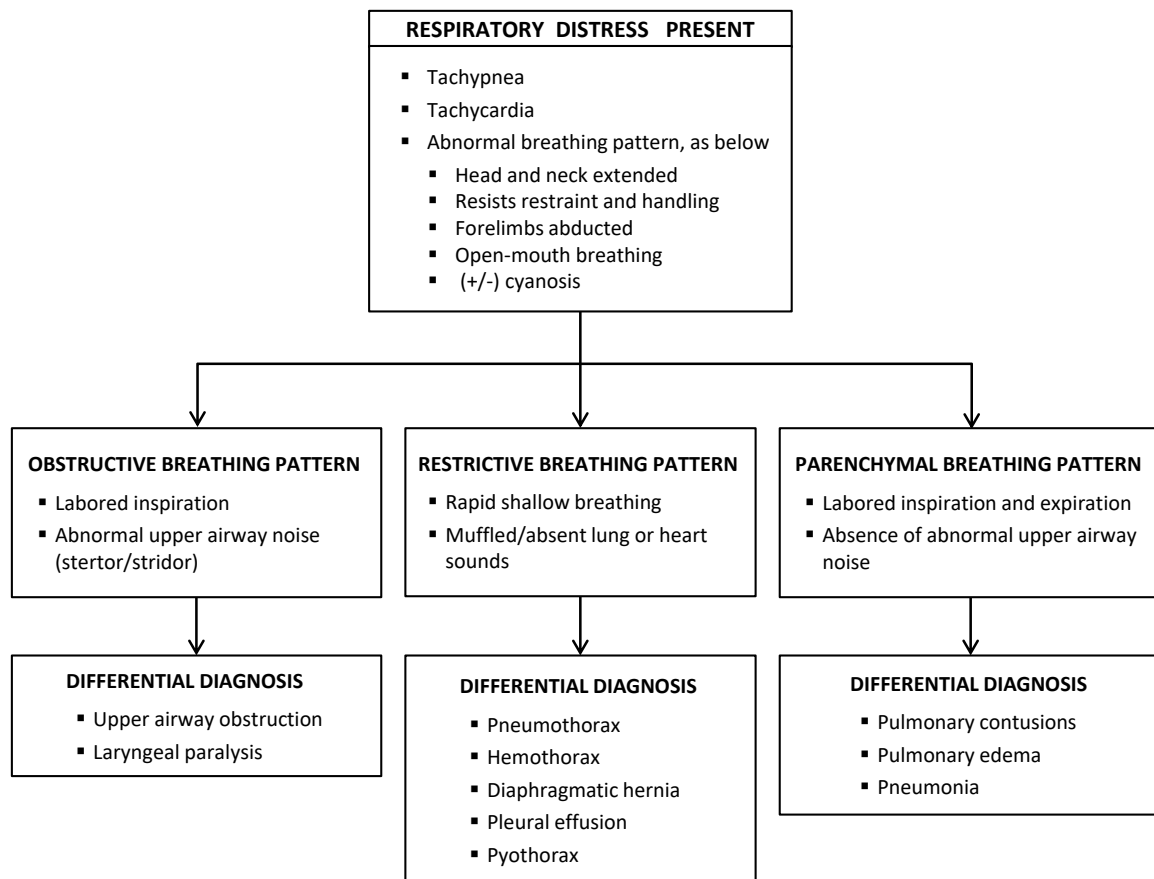 RESPIRATORY DISTRESS PRESENT
▪ Tachypnea
▪ Tachycardia
▪ Abnormal breathing pattern, as below
▪ Head and neck extended
▪ Resists restraint and handling
▪ Forelimbs abducted
▪ Open-mouth breathing
▪ (+/-) cyanosis
OBSTRUCTIVE BREATHING PATTERN
▪ Labored inspiration
▪ Abnormal upper airway noise
(stertor/stridor)
RESTRICTIVE BREATHING PATTERN
▪ Rapid shallow breathing
▪ Muffled/absent lung or heart
sounds
PARENCHYMAL BREATHING PATTERN
▪ Labored inspiration and expiration
▪ Absence of abnormal upper airway
noise
DIFFERENTIAL DIAGNOSIS
▪ Upper airway obstruction
▪ Laryngeal paralysis
DIFFERENTIAL DIAGNOSIS
▪ Pneumothorax
▪ Hemothorax
▪ Diaphragmatic hernia
▪ Pleural effusion
▪ Pyothorax
DIFFERENTIAL DIAGNOSIS
▪ Pulmonary contusions
▪ Pulmonary edema
▪ Pneumonia